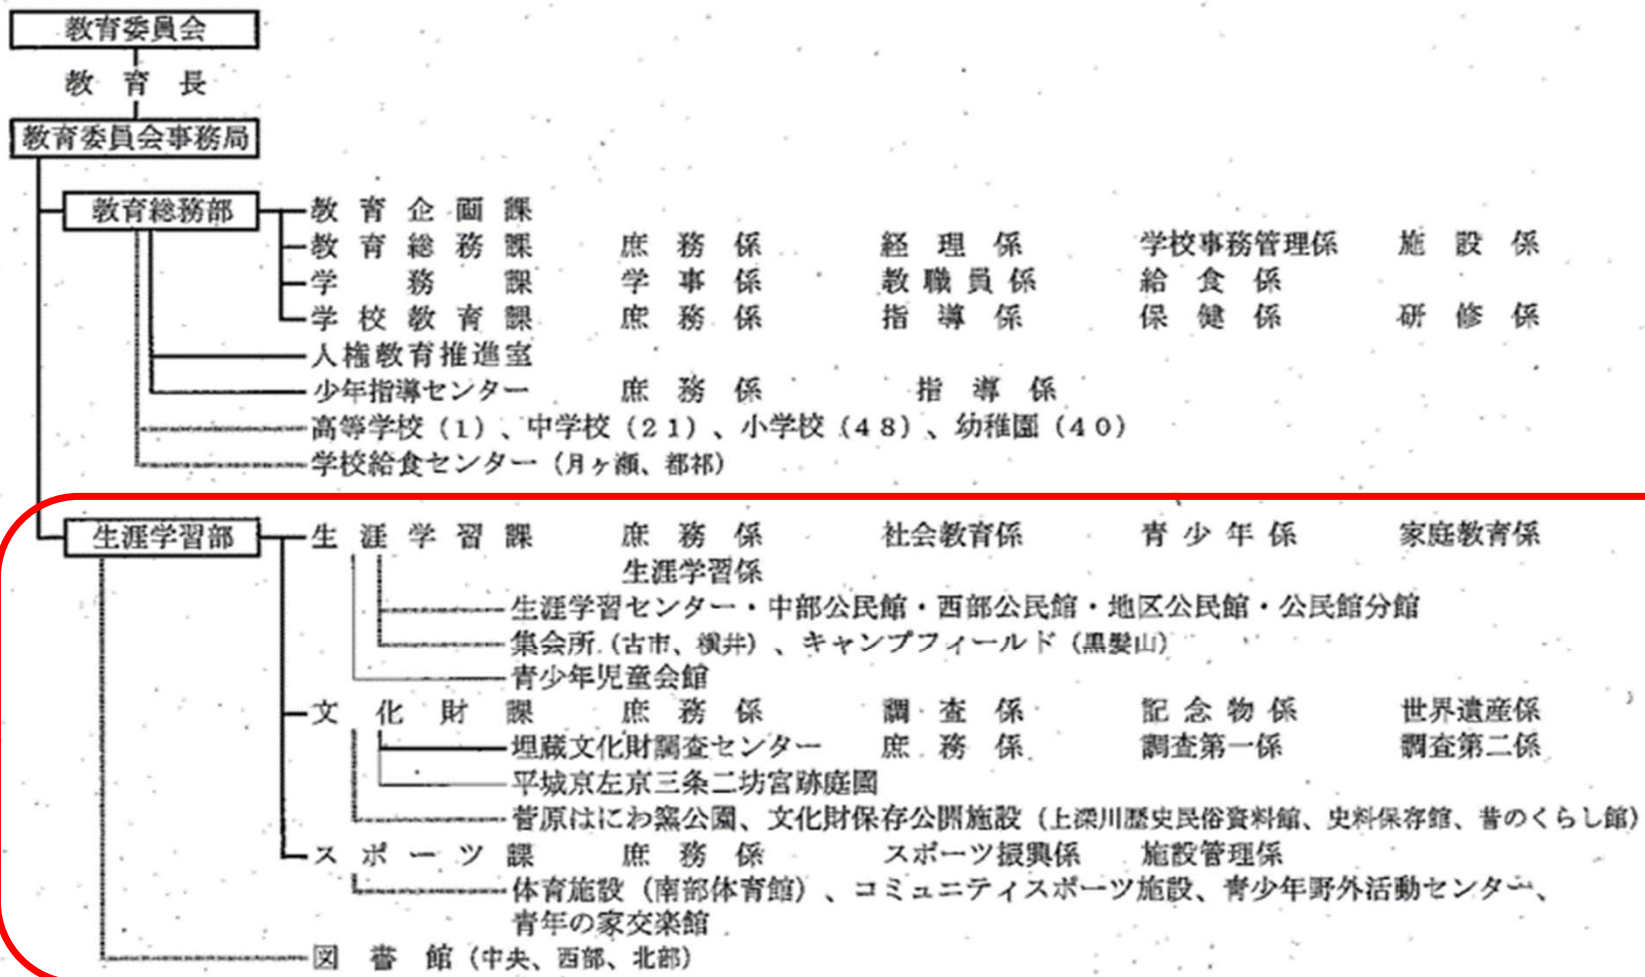 教育委員会
教育長
教育委員会事務局
教育総務部 教育企画課
教育総務課 庶務係 経理係 学校事務管理係 施設係
学務課 学事係 教職員係 給食係
学校教育課 庶務係 指導係 保健係 研修係
人権教育推進室
少年指導センター 庶務係 指導係
高等学校（1）、中学校（21）、小学校（48）、幼稚園（40）
学校給食センター（月ヶ瀬、都祁）
生涯学習部 生涯学習課 庶務係 社会教育係 青少年係 家庭教育係
生涯学習係
生涯学習センター・中部公民館・西部公民館・地区公民館・公民館分館
集会所（古市、横井）、キャンプフィールド（黒髪山）
青少年児童会館
文化財課 庶務係 調査係 記念物係 世界遺産係
埋蔵文化財調査センター 庶務係 調査第一係 調査第二係
平城京左京三条二坊宮跡庭園
菅原はにわ窯公園、文化財保存公開施設（上深川歴史民俗資料館、史料保存館、昔のくらし館）
スポーツ課 庶務係 スポーツ振興係 施設管理係
体育施設（南部体育館）、コミュニティスポーツ施設、青少年野外活動センター、
青年の家交楽館
図書館（中央、西部、北部）